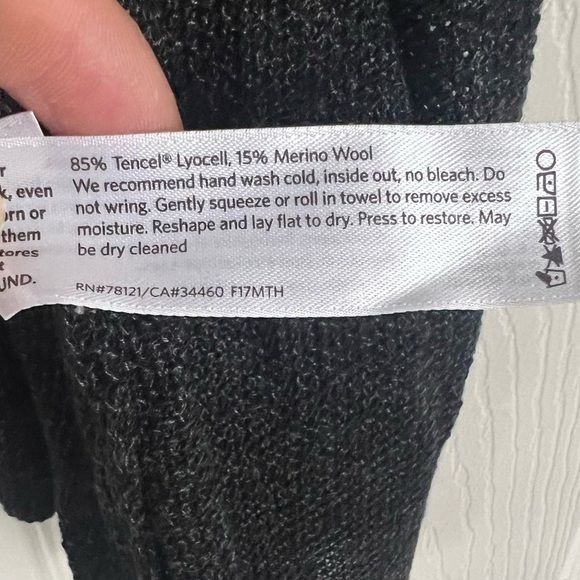 85% Tencel® Lyocell, 15% Merino Wool
We recommend hand wash cold, inside out, no bleach. Do
not wring. Gently squeeze or roll in towel to remove excess
moisture. Reshape and lay flat to dry. Press to restore. May
be dry cleaned
RN#78121/CA#34460 F17MTH
even
or
them